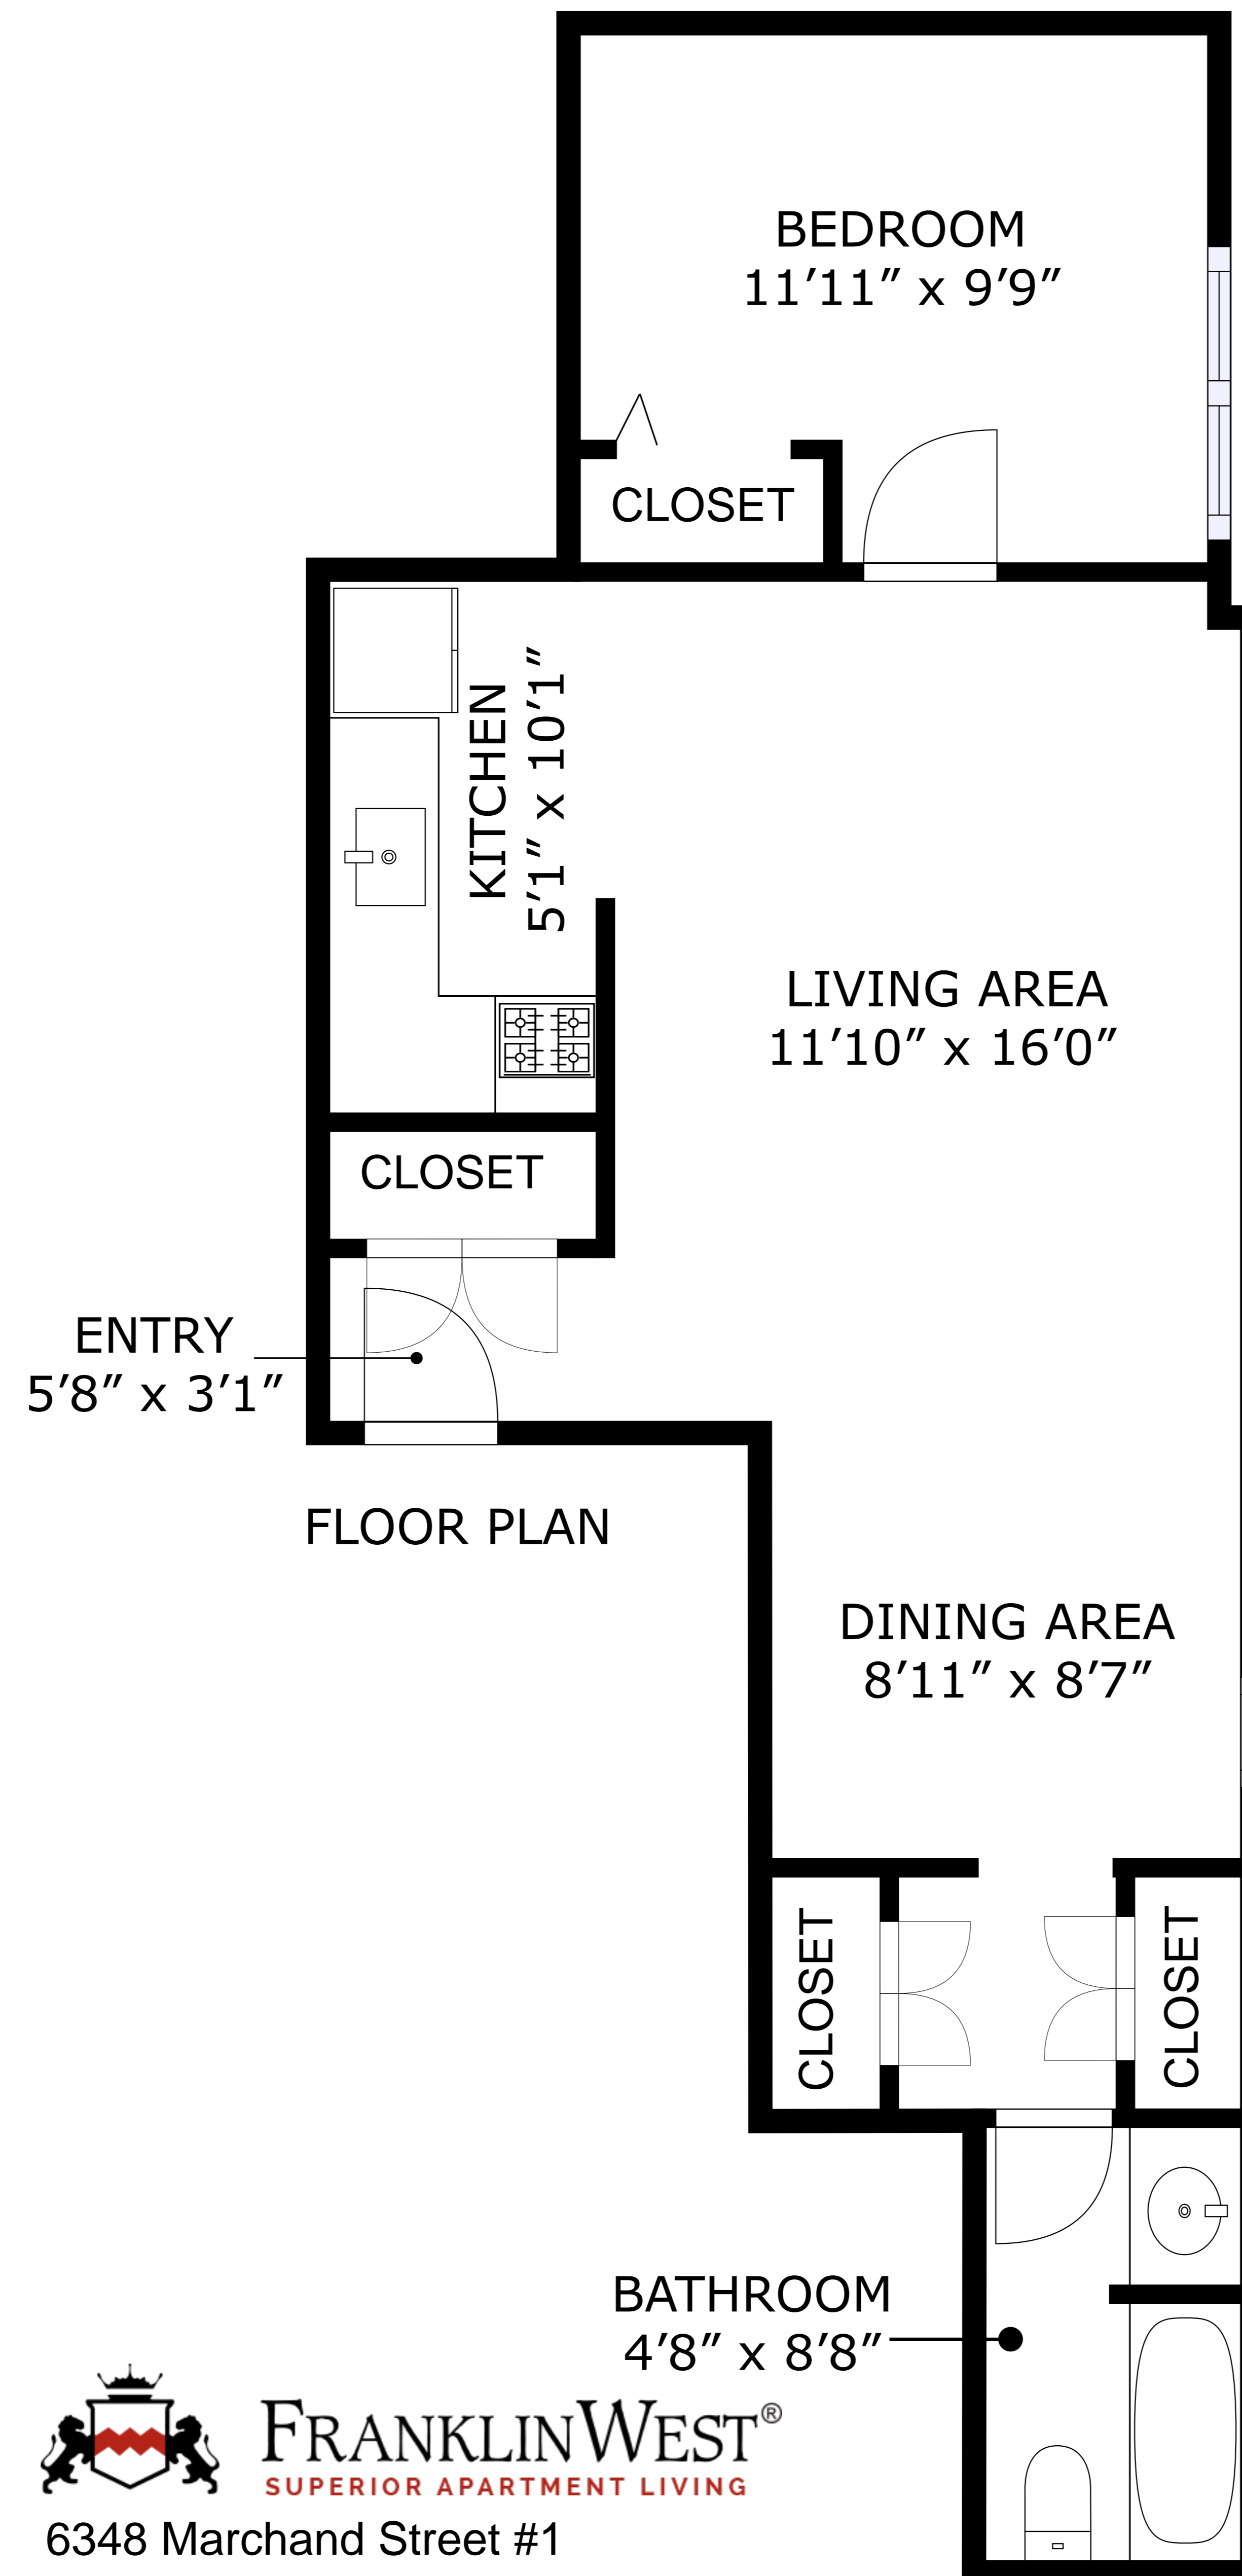 BEDROOM
11′11″ x 9′9″
CLOSET
KITCHEN
5′1″ x 10′1″
LIVING AREA
11′10″ x 16′0″
CLOSET
ENTRY
5′8″ x 3′1″
FLOOR PLAN
DINING AREA
8′11″ x 8′7″
CLOSET
CLOSET
BATHROOM
4′8″ x 8′8″
FRANKLINWEST®
SUPERIOR APARTMENT LIVING
6348 Marchand Street #1